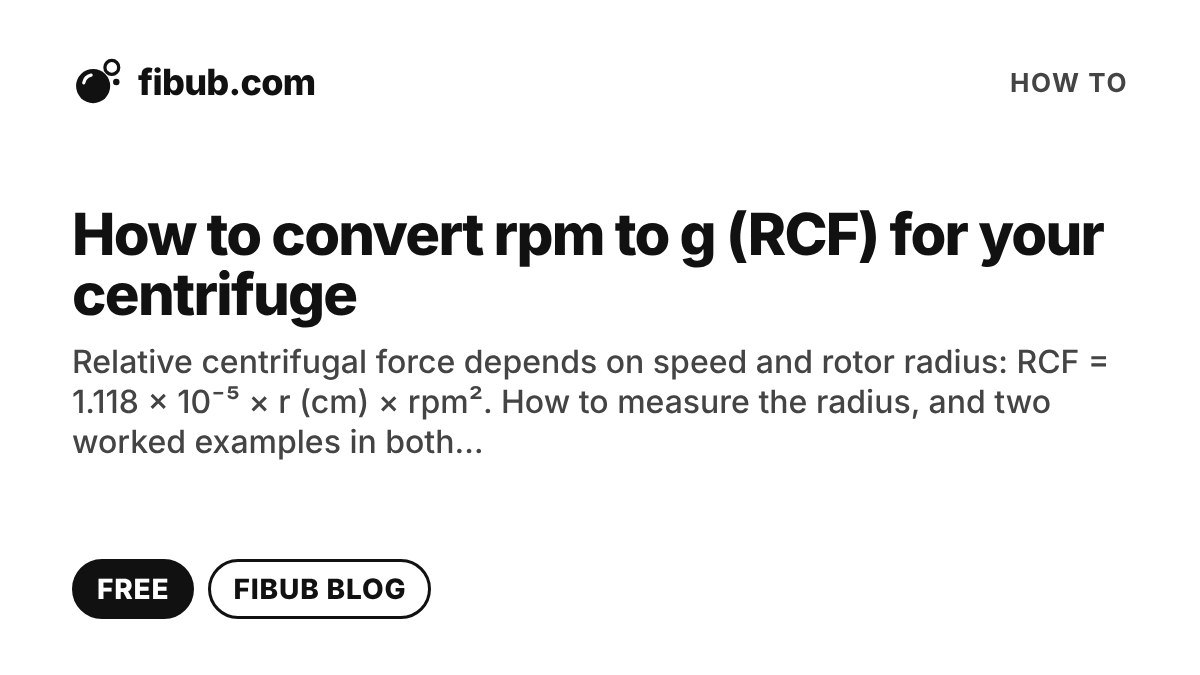 fibub.com
HOW TO
How to convert rpm to g (RCF) for your
centrifuge
Relative centrifugal force depends on speed and rotor radius: RCF =
1.118 × 10⁻⁵ × r (cm) × rpm². How to measure the radius, and two
worked examples in both…
FREE
FIBUB BLOG